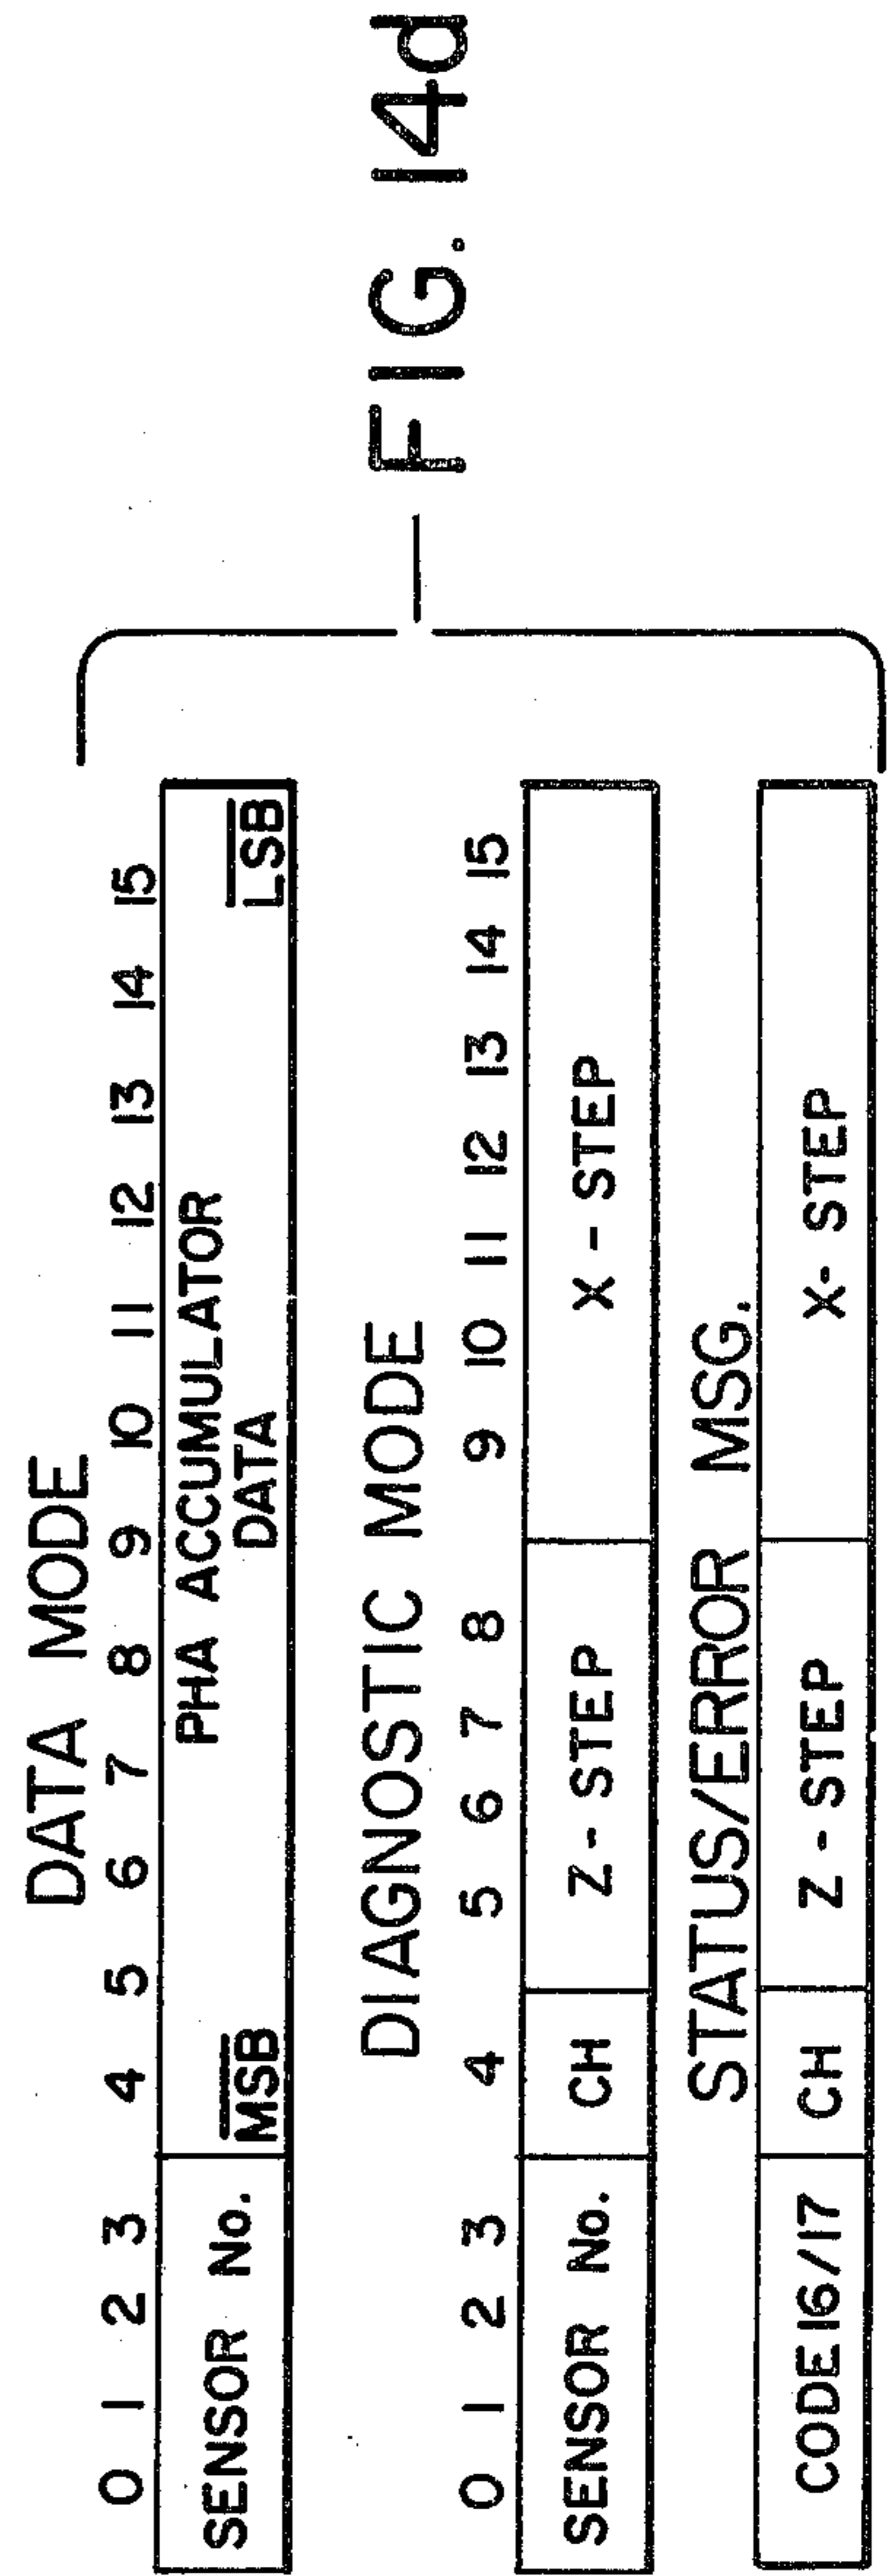 DATA MODE
0 1 2 3 4 5 6 7 8 9 10 11 12 13 14 15
SENSOR No. MSB PHA ACCUMULATOR DATA LSB
DIAGNOSTIC MODE
0 1 2 3 4 5 6 7 8 9 10 11 12 13 14 15
SENSOR No. CH Z - STEP X - STEP
STATUS/ERROR MSG.
CODE 16/17 CH Z - STEP X- STEP
FIG. 14d